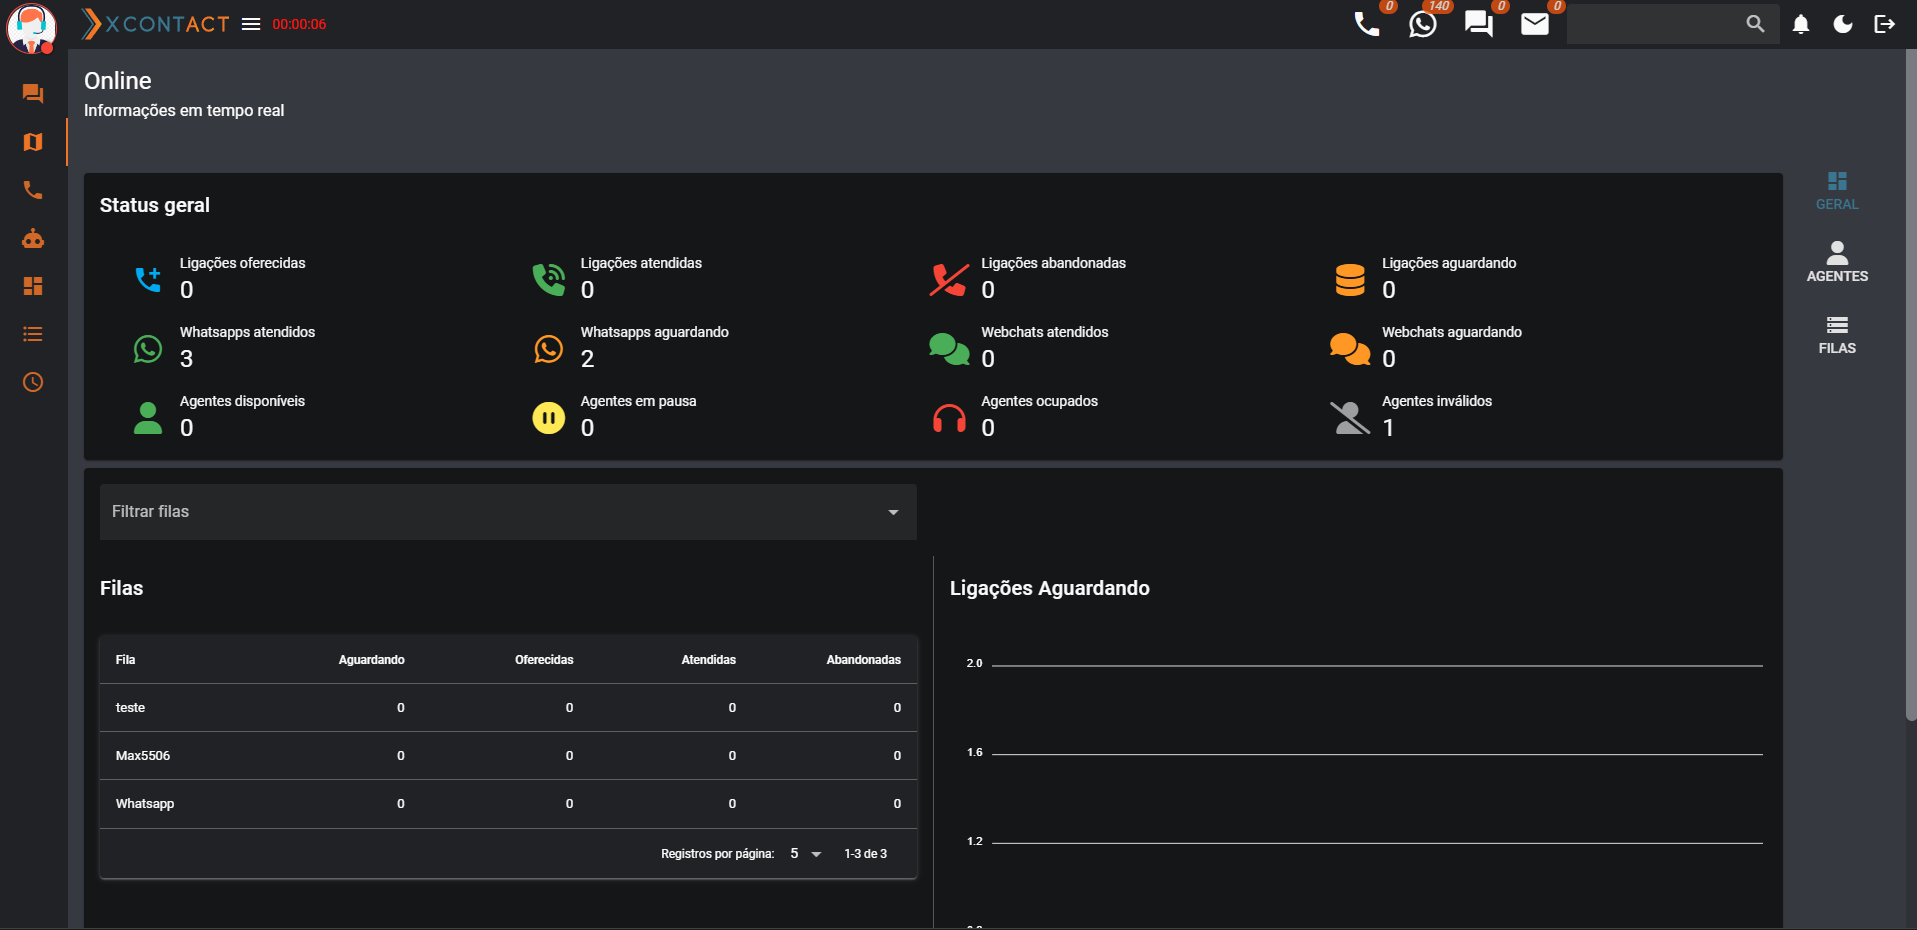 XCONTACT 00:00:06 0 140 0 0
Online
Informações em tempo real
Status geral
Ligações oferecidas
0
Ligações atendidas
0
Ligações abandonadas
0
Ligações aguardando
0
Whatsapps atendidos
3
Whatsapps aguardando
2
Webchats atendidos
0
Webchats aguardando
0
Agentes disponíveis
0
Agentes em pausa
0
Agentes ocupados
0
Agentes inválidos
1
GERAL
AGENTES
FILAS
Filtrar filas
Filas
Fila Aguardando Oferecidas Atendidas Abandonadas
teste 0 0 0 0
Max5506 0 0 0 0
Whatsapp 0 0 0 0
Registros por página: 5 1-3 de 3
Ligações Aguardando
2.0
1.6
1.2